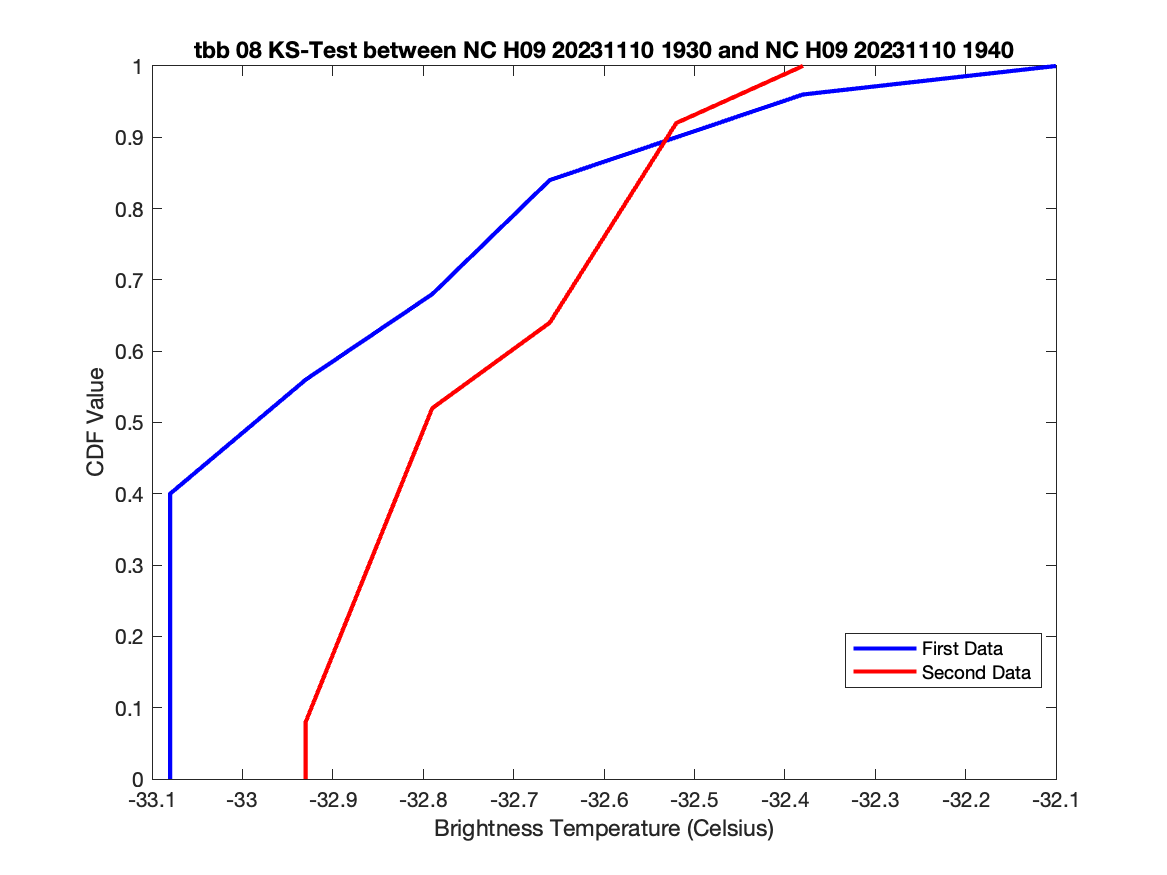 tbb 08 KS-Test between NC H09 20231110 1930 and NC H09 20231110 1940
1
0.9
0.8
0.7
0.6
0.5
0.4
0.3
0.2
0.1
0
CDF Value
First Data
Second Data
-33.1 -33 -32.9 -32.8 -32.7 -32.6 -32.5 -32.4 -32.3 -32.2 -32.1
Brightness Temperature (Celsius)